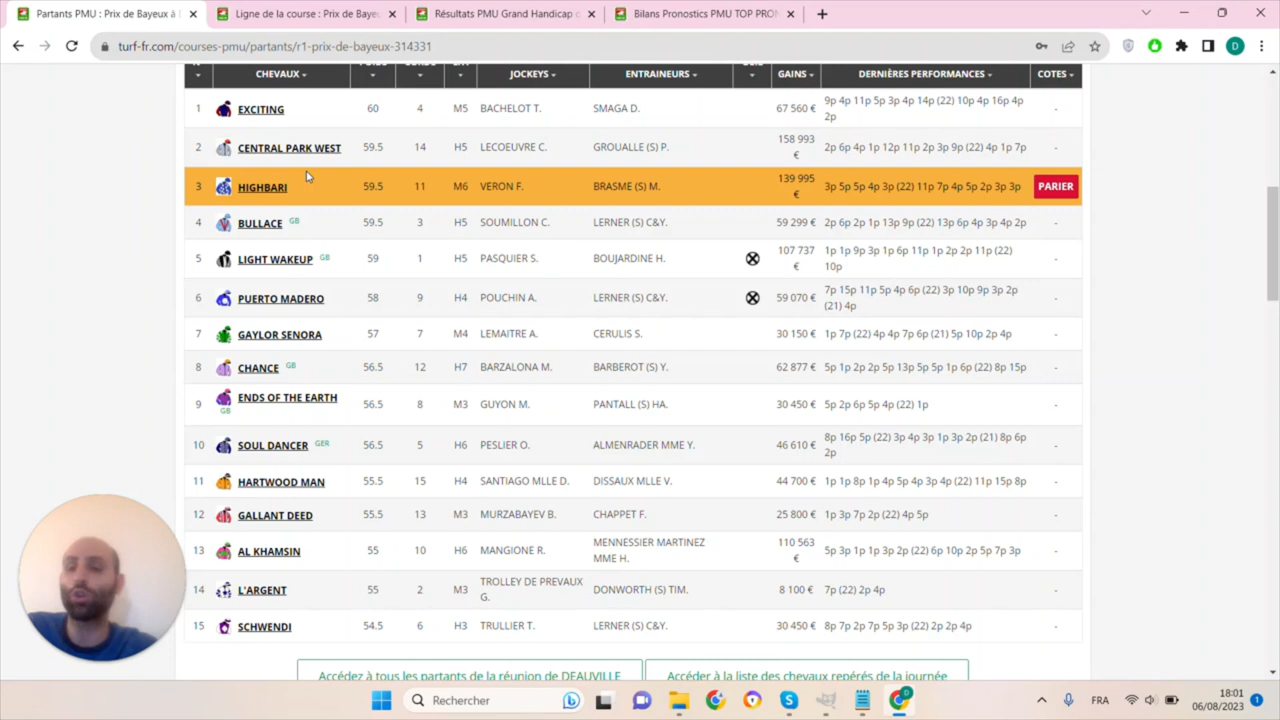 Partants PMU : Prix de Bayeux à
Ligne de la course : Prix de Baye
Résultats PMU Grand Handicap
Bilans Pronostics PMU TOP PRO
turf-fr.com/courses-pmu/partants/r1-prix-de-bayeux-314331
D
CHEVAUX JOCKEYS ENTRAINEURS GAINS DERNIÈRES PERFORMANCES COTES
1 EXCITING 60 4 M5 BACHELOT T. SMAGA D. 67 560 € 9p 4p 11p 5p 3p 4p 14p (22) 10p 4p 16p 4p
2p -
2 CENTRAL PARK WEST 59.5 14 H5 LECOEUVRE C. GROUALLE (S) P. 158 993
€ 2p 6p 4p 1p 12p 11p 2p 3p 9p (22) 4p 1p 7p -
3 HIGHBARI 59.5 11 M6 VERON F. BRASME (S) M. 139 995
€ 3p 5p 5p 4p 3p (22) 11p 7p 4p 5p 2p 3p 3p PARIER
4 BULLACE GB 59.5 3 H5 SOUMILLON C. LERNER (S) C&Y. 59 299 € 2p 6p 2p 1p 13p 9p (22) 13p 6p 4p 3p 4p 2p -
5 LIGHT WAKEUP GB 59 1 H5 PASQUIER S. BOUJARDINE H. 107 737
€ 1p 1p 9p 3p 1p 6p 11p 1p 2p 2p 11p (22)
10p -
6 PUERTO MADERO 58 9 H4 POUCHIN A. LERNER (S) C&Y. 59 070 € 7p 15p 11p 5p 4p 6p (22) 3p 10p 9p 3p 2p
(21) 4p -
7 GAYLOR SENORA 57 7 M4 LEMAITRE A. CERULIS S. 30 150 € 1p 7p (22) 4p 4p 7p 6p (21) 5p 10p 2p 4p -
8 CHANCE GB 56.5 12 H7 BARZALONA M. BARBEROT (S) Y. 62 877 € 5p 1p 2p 2p 5p 13p 5p 5p 1p 6p (22) 8p 15p -
9 ENDS OF THE EARTH
GB 56.5 8 M3 GUYON M. PANTALL (S) HA. 30 450 € 5p 2p 6p 5p 4p (22) 1p -
10 SOUL DANCER GER 56.5 5 H6 PESLIER O. ALMENRADER MME Y. 46 610 € 8p 16p 5p (22) 3p 4p 3p 1p 3p 2p (21) 8p 6p
2p -
11 HARTWOOD MAN 55.5 15 H4 SANTIAGO MLLE D. DISSAUX MLLE V. 44 700 € 1p 1p 8p 1p 4p 5p 4p 3p 4p (22) 11p 15p 8p -
12 GALLANT DEED 55.5 13 M3 MURZABAYEV B. CHAPPET F. 25 800 € 1p 3p 7p 2p (22) 4p 5p -
13 AL KHAMSIN 55 10 H6 MANGIONE R. MENNESSIER MARTINEZ
MME H. 110 563
€ 5p 3p 1p 1p 3p 2p (22) 6p 10p 2p 5p 7p 3p -
14 L'ARGENT 55 2 M3 TROLLEY DE PREVAUX
G. DONWORTH (S) TIM. 8 100 € 7p (22) 2p 4p -
15 SCHWENDI 54.5 6 H3 TRULLIER T. LERNER (S) C&Y. 30 450 € 8p 7p 2p 7p 5p 3p (22) 2p 2p 4p -
Accédez à tous les partants de la réunion de DEAUVILLE
Accéder à la liste des chevaux repérés de la journée
Rechercher
FRA
18:01
06/08/2023
1